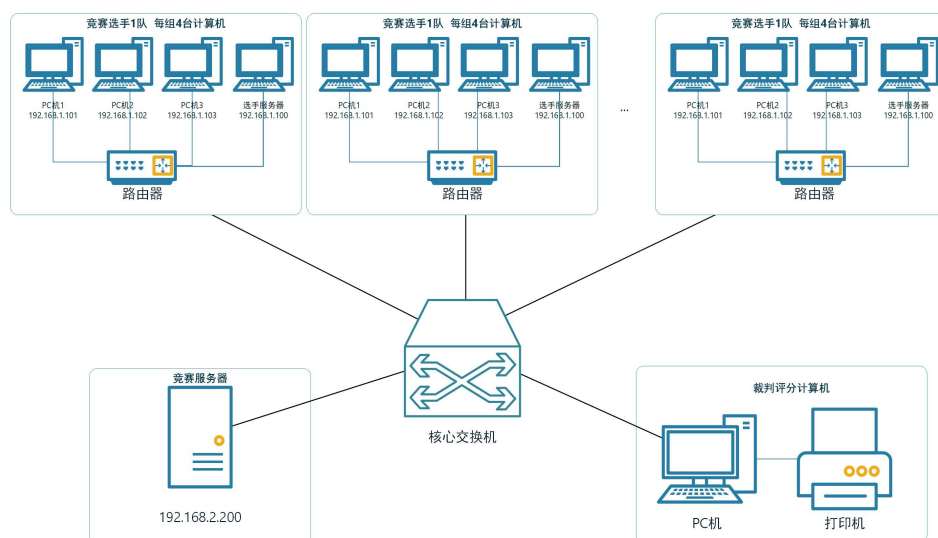 竞赛选手1队 每组4台计算机
PC机1
192.168.1.101
PC机2
192.168.1.102
PC机3
192.168.1.103
选手服务器
192.168.1.100
路由器
竞赛选手1队 每组4台计算机
PC机1
192.168.1.101
PC机2
192.168.1.102
PC机3
192.168.1.103
选手服务器
192.168.1.100
路由器
...
竞赛选手1队 每组4台计算机
PC机1
192.168.1.101
PC机2
192.168.1.102
PC机3
192.168.1.103
选手服务器
192.168.1.100
路由器
核心交换机
竞赛服务器
192.168.2.200
裁判评分计算机
PC机
打印机